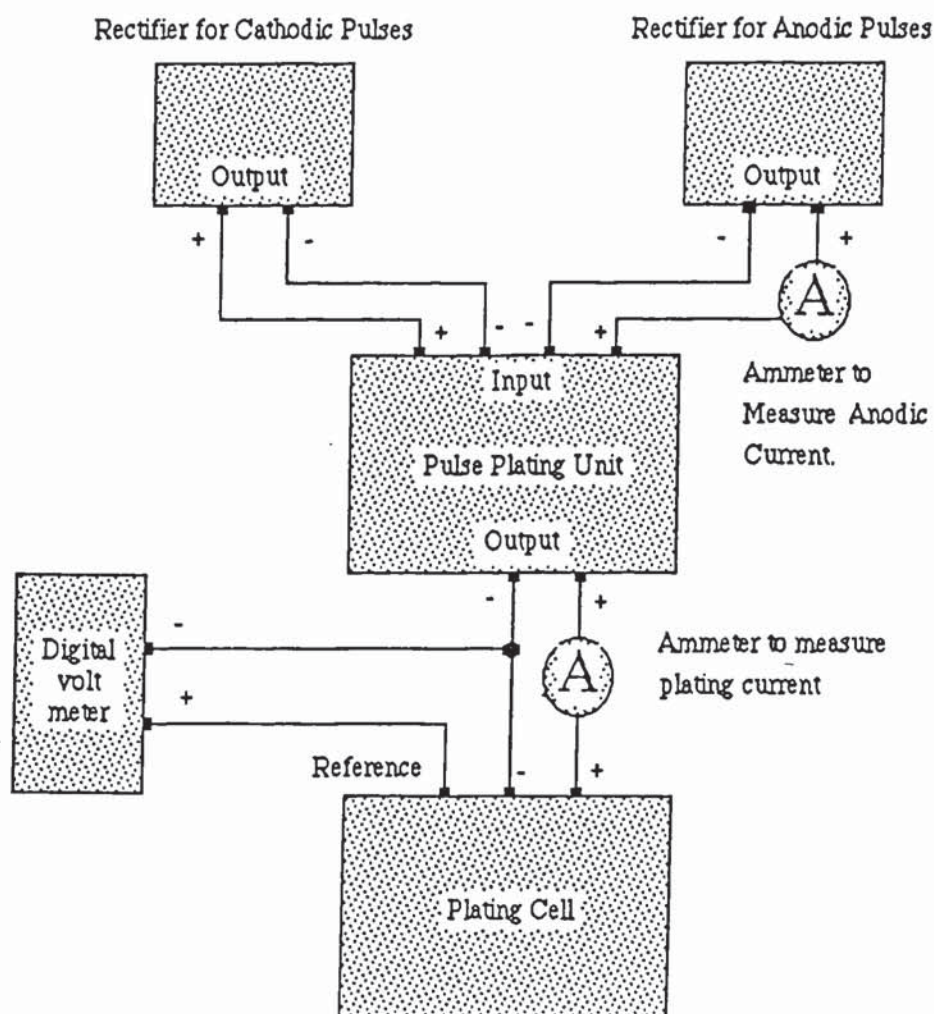 Rectifier for Cathodic Pulses
Rectifier for Anodic Pulses
Output
Output
+
-
-
+
A
+
-
-
+
Input
Ammeter to
Measure Anodic
Current.
Pulse Plating Unit
Output
-
+
-
Digital
volt
meter
A
Ammeter to measure
plating current
+
Reference
-
+
Plating Cell